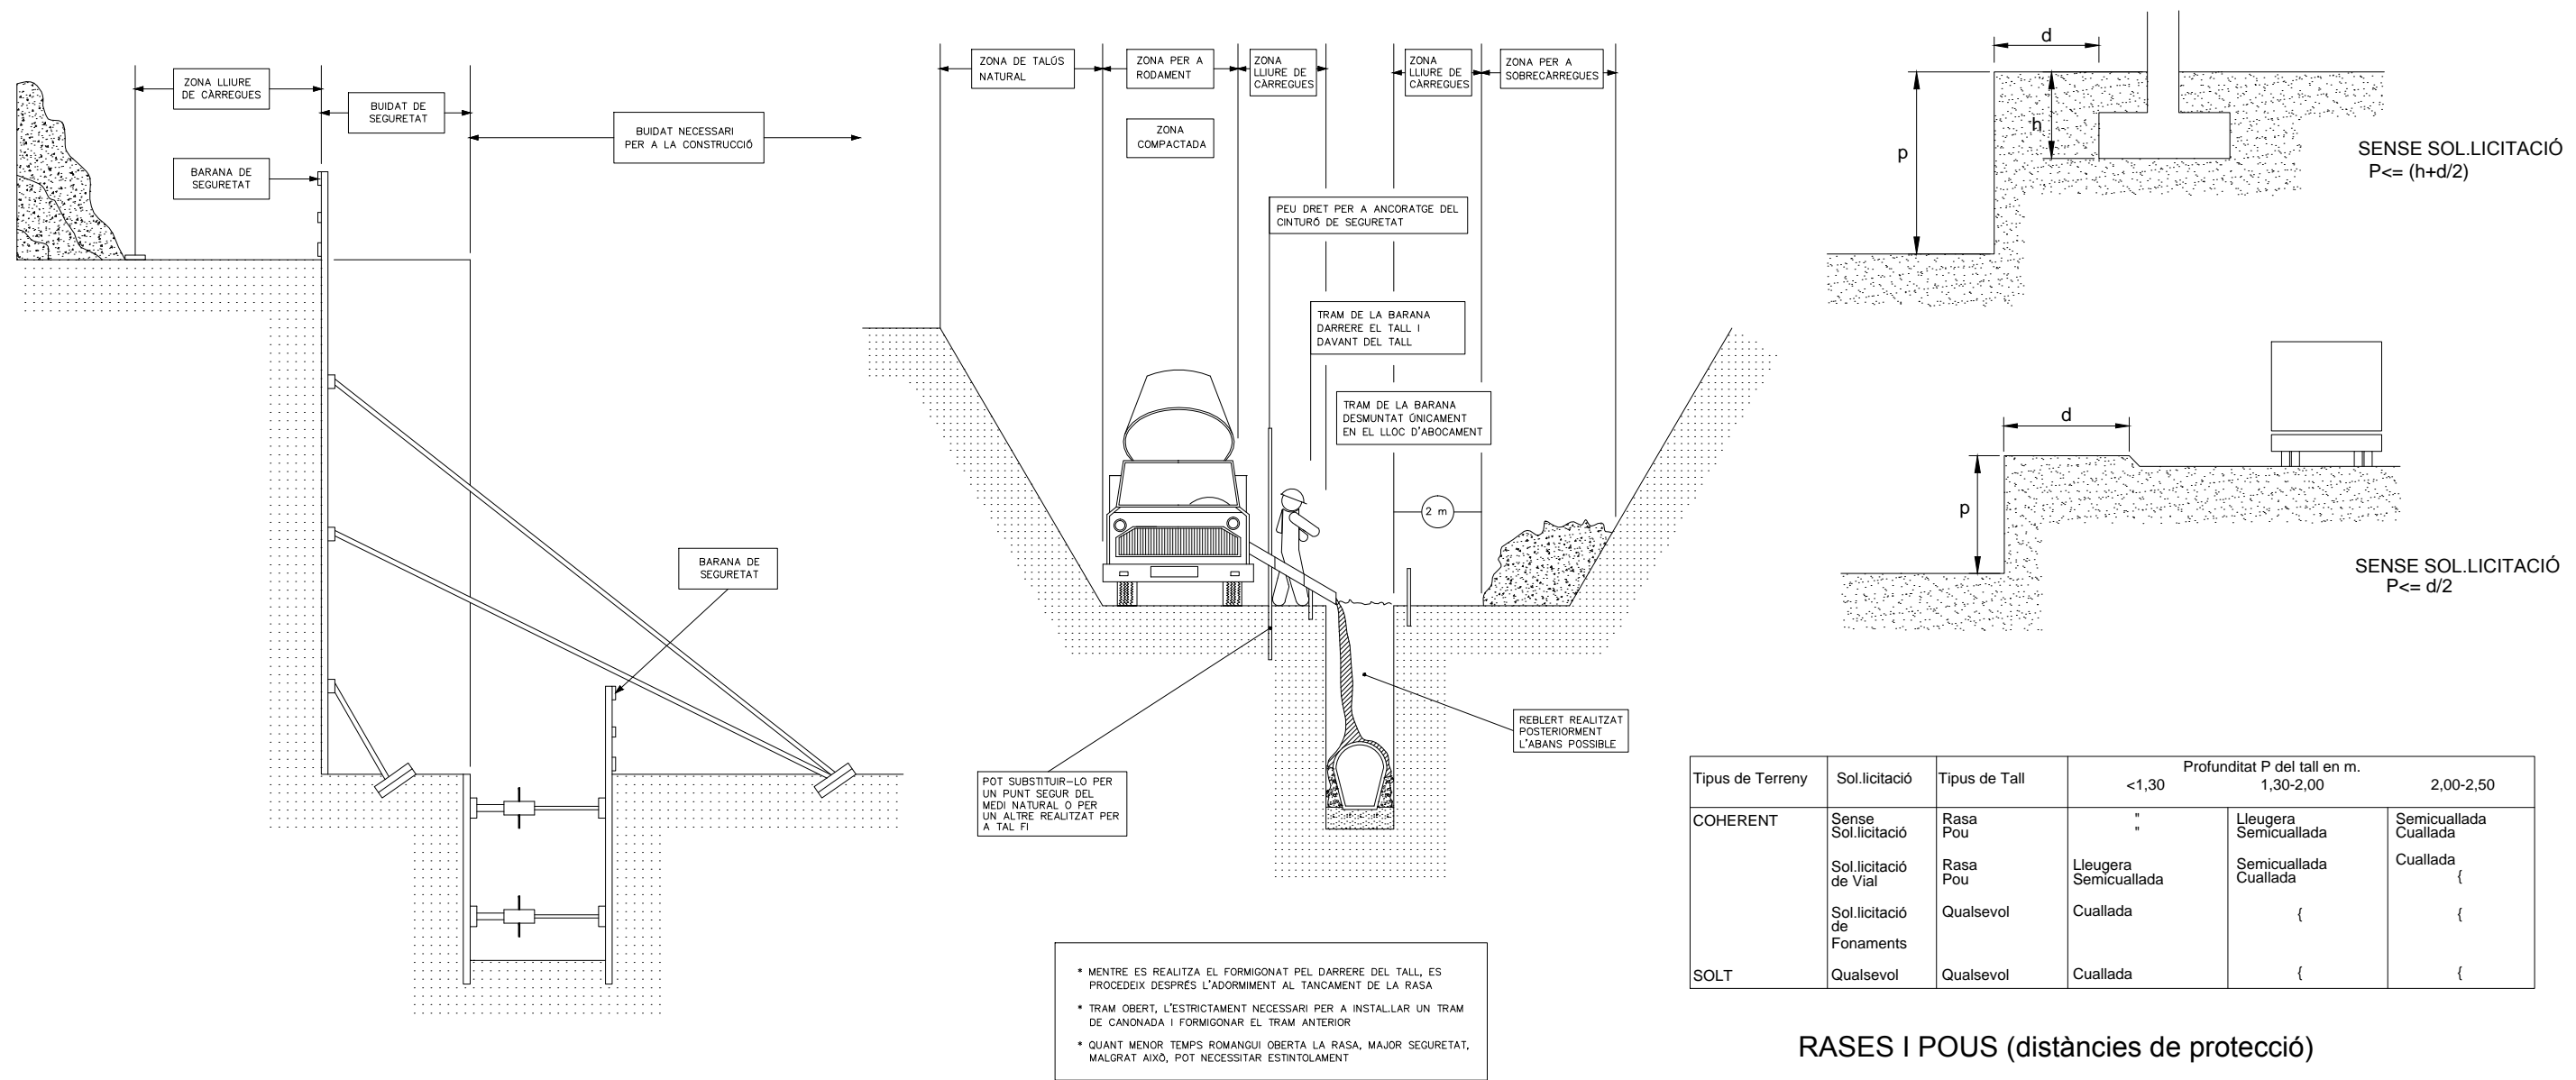 ZONA LLIURE
DE CÀRREGUES
BUIDAT DE
SEGURETAT
BUIDAT NECESSARI
PER A LA CONSTRUCCIÓ
BARANA DE
SEGURETAT
BARANA DE
SEGURETAT
ZONA DE TALÚS
NATURAL
ZONA PER A
RODAMENT
ZONA
LLIURE DE
CÀRREGUES
ZONA
LLIURE DE
CÀRREGUES
ZONA PER A
SOBRECÀRREGUES
ZONA
COMPACTADA
PEU DRET PER A ANCORATGE DEL
CINTURÓ DE SEGURETAT
TRAM DE LA BARANA
DARRERE EL TALL I
DAVANT DEL TALL
TRAM DE LA BARANA
DESMUNTAT ÚNICAMENT
EN EL LLOC D'ABOCAMENT
2 m
REBLERT REALITZAT
POSTERIORMENT
L'ABANS POSSIBLE
POT SUBSTITUIR-LO PER
UN PUNT SEGUR DEL
MEDI NATURAL O PER
UN ALTRE REALITZAT PER
A TAL FI
* MENTRE ES REALITZA EL FORMIGONAT PEL DARRERE DEL TALL, ES
PROCEDEIX DESPRÉS L'ADORMIMENT AL TANCAMENT DE LA RASA
* TRAM OBERT, L'ESTRICTAMENT NECESSARI PER A INSTAL.LAR UN TRAM
DE CANONADA I FORMIGONAR EL TRAM ANTERIOR
* QUANT MENOR TEMPS ROMANGUI OBERTA LA RASA, MAJOR SEGURETAT,
MALGRAT AIXÒ, POT NECESSITAR ESTINTOLAMENT
d
h
p
SENSE SOL.LICITACIÓ
P<= (h+d/2)
d
p
SENSE SOL.LICITACIÓ
P<= d/2
Tipus de Terreny Sol.licitació Tipus de Tall Profunditat P del tall en m.
<1,30 1,30-2,00 2,00-2,50
COHERENT Sense Rasa " Lleugera Semicuallada
Sol.licitació Pou " Semicuallada Cuallada
Sol.licitació Rasa Lleugera Semicuallada Cuallada
de Vial Pou Semicuallada Cuallada {
Sol.licitació Qualsevol Cuallada { {
de
Fonaments
SOLT Qualsevol Qualsevol Cuallada { {
RASES I POUS (distàncies de protecció)